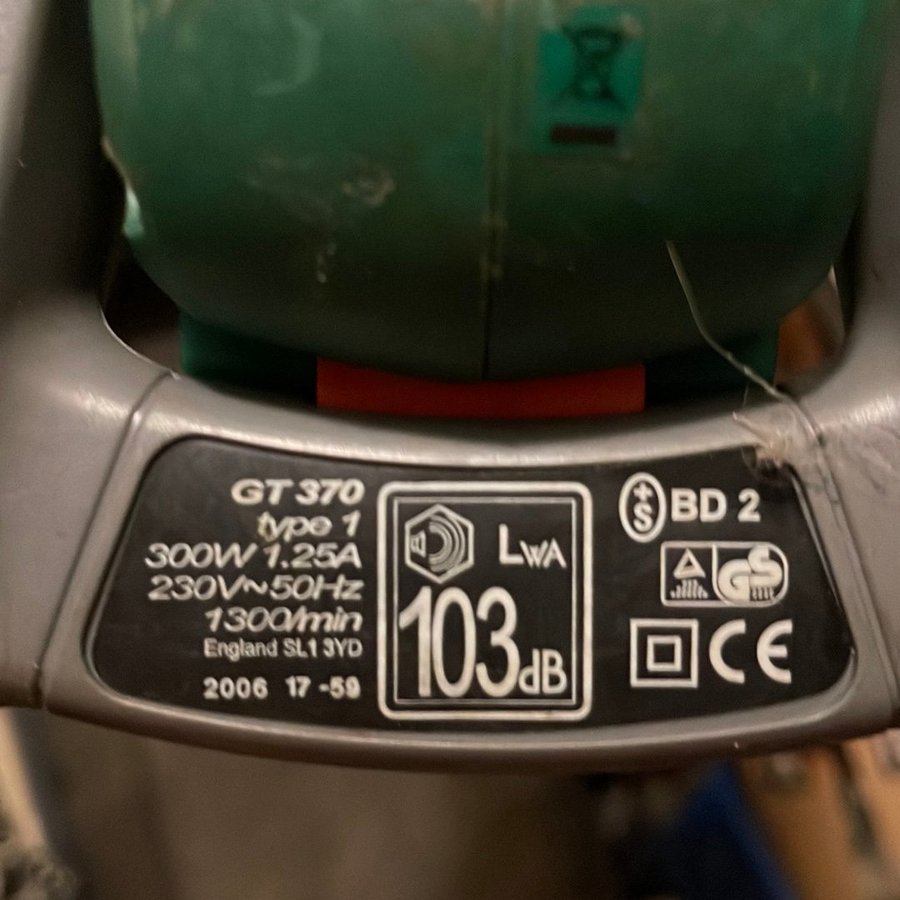 GT 370
type 1
300W 1.25A
230V~50Hz
1300/min
England SL1 3YD
2006 17-59
LWA
103dB
+S BD 2
GS
CE